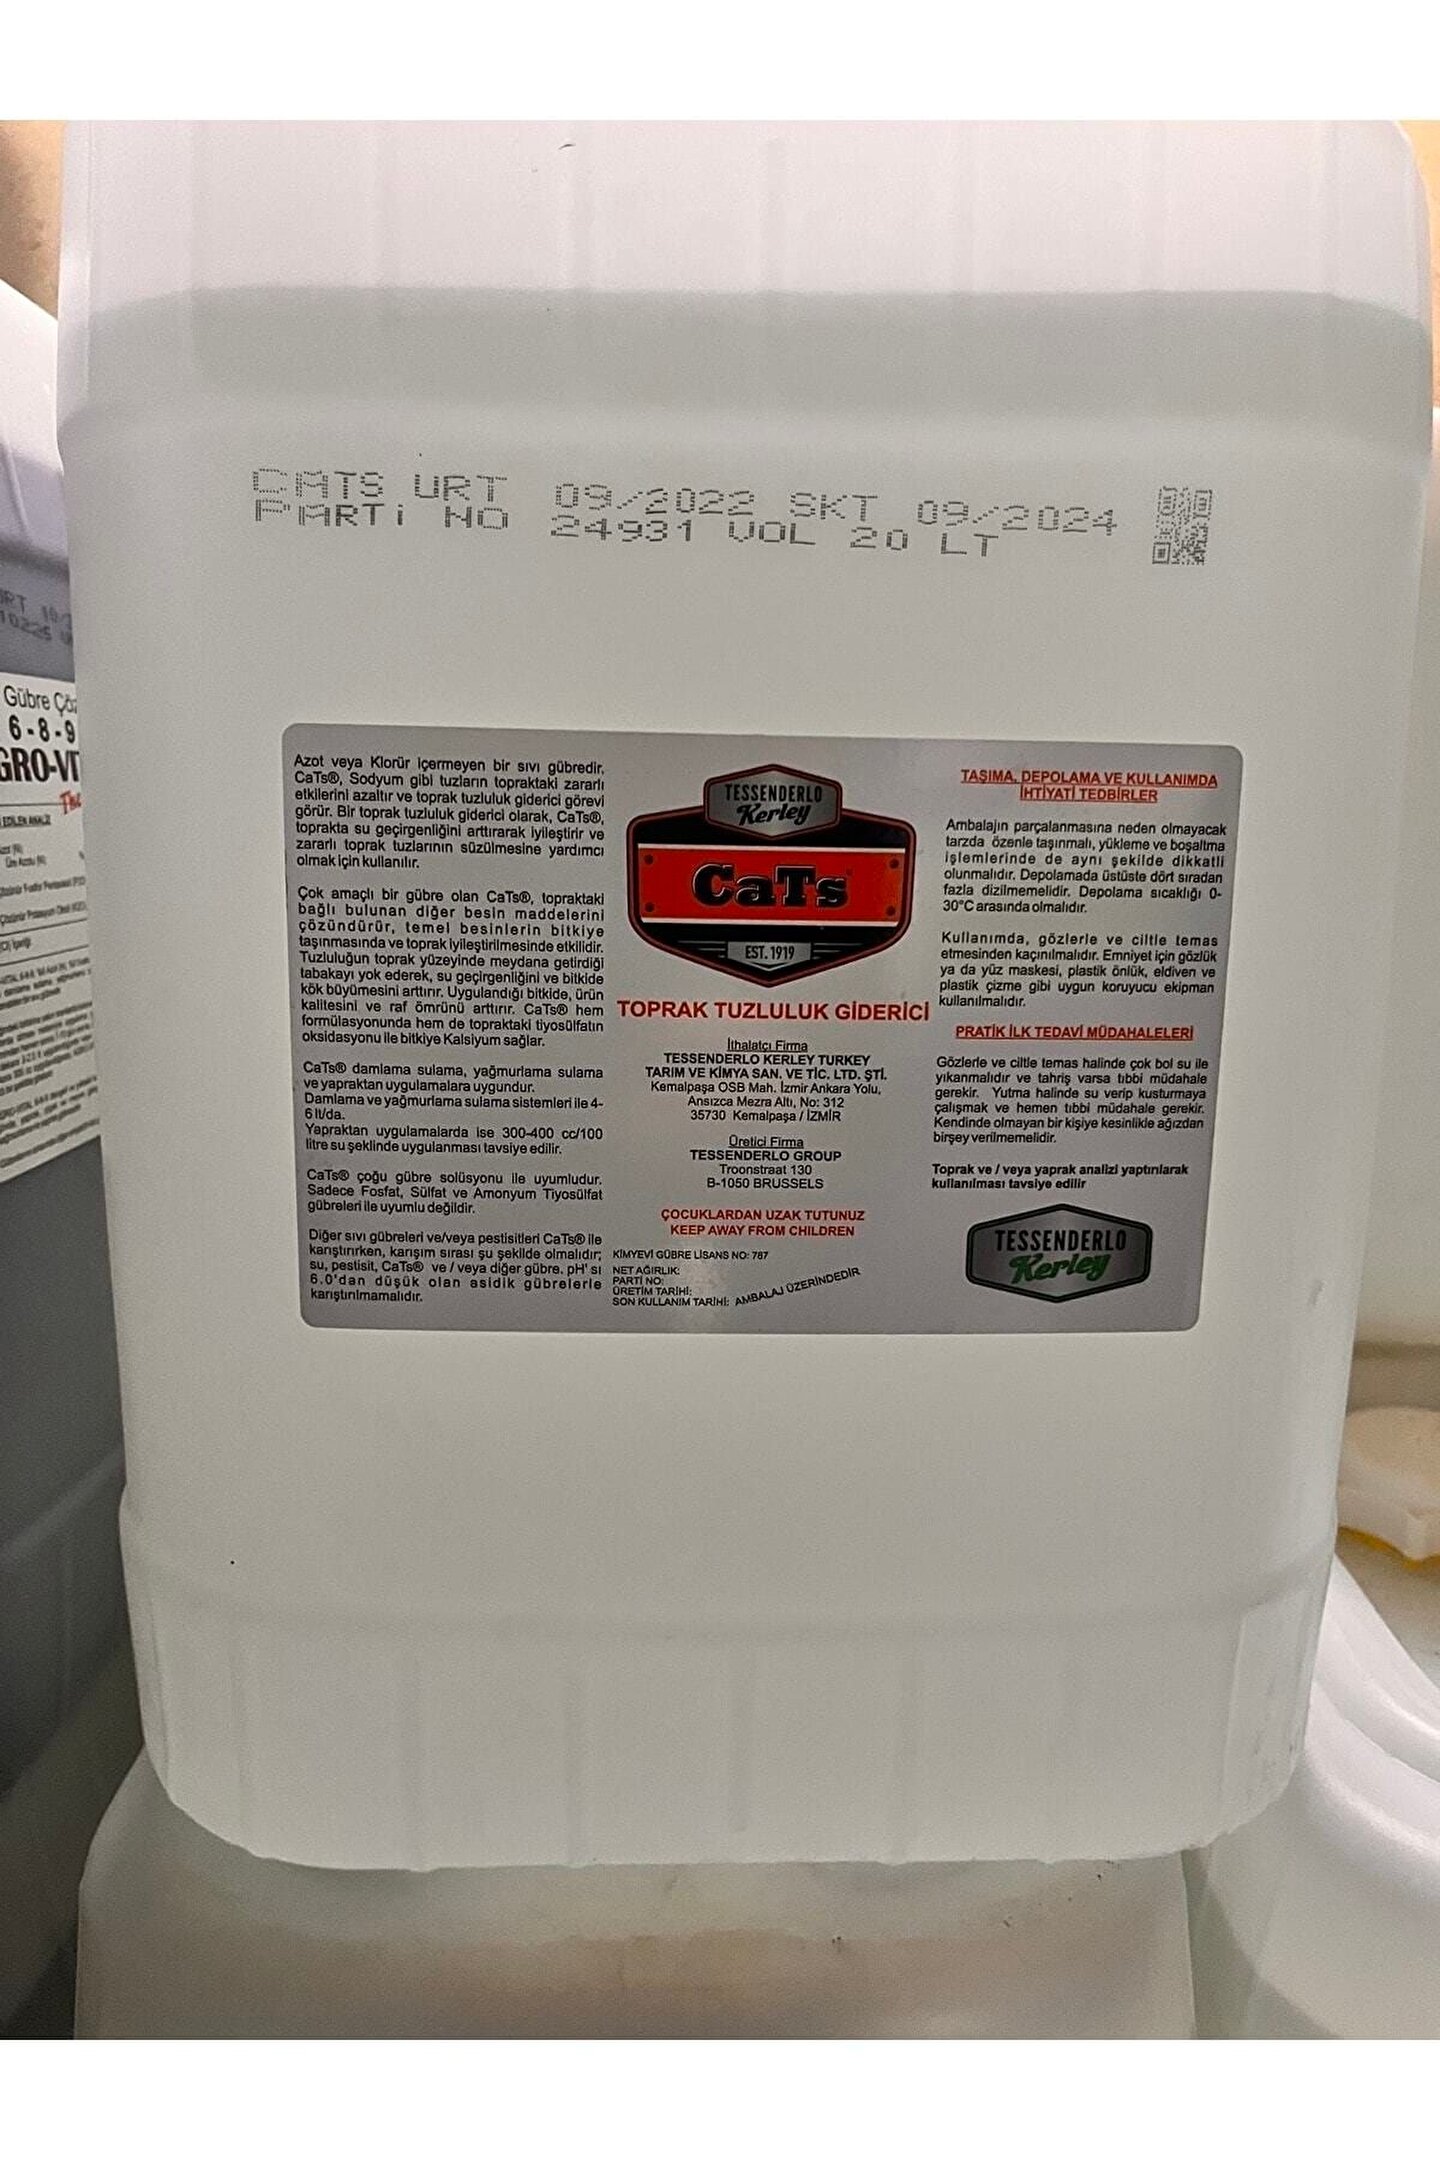 CATS URT 09/2022 SKT 09/2024
PARTi NO 24931 VOL 20 LT
Gübre
6-8-9
Azot veya Klorür İçermeyen bir sıvı gübredir.
CaTs®, Sodyum gibi tuzların topraktaki zararlı
etkilerini azaltır ve toprak tuzluluk giderici görevi
görür. Bir toprak tuzluluk giderici olarak, CaTs®,
toprakta su geçirgenliğini arttırarak iyileştirir ve
zararlı toprak tuzlarının süzülmesine yardımcı
olmak için kullanılır.
Çok amaçlı bir gübre olan CaTs®, topraktaki
bağlı bulunan diğer besin maddelerini
çözündürür, temel besinlerin bitkiye
taşınmasında ve toprak iyileştirilmesinde etkilidir.
Tuzluluğun toprak yüzeyinde meydana getirdiği
tabakayı yok ederek, su geçirgenliğini ve bitkide
kök büyümesini arttırır. Uygulandığı bitkide, ürün
kalitesini ve raf ömrünü arttırır. CaTs® hem
formülasyonunda hem de topraktaki tiyosülfatın
oksidasyonu ile bitkiye Kalsiyum sağlar.
CaTs® damlama sulama, yağmurlama sulama
ve yapraktan uygulamalara uygundur.
Damlama ve yağmurlama sulama sistemleri ile 4-
6 lt/da.
Yapraktan uygulamalarda ise 300-400 cc/100
litre su şeklinde uygulanması tavsiye edilir.
CaTs® çoğu gübre solüsyonu ile uyumludur.
Sadece Fosfat, Sülfat ve Amonyum Tiyosülfat
gübreleri ile uyumlu değildir.
Diğer sıvı gübreleri ve/veya pestisitleri CaTs® ile
karıştırırken, karışım sırası şu şekilde olmalıdır;
su, pestisit, CaTs® ve / veya diğer gübre. pH' sı
6.0'dan düşük olan asidik gübrelerle
karıştırılmamalıdır.
TESSENDERLO
Kerley
CaTs®
EST. 1919
TOPRAK TUZLULUK GİDERİCİ
İthalatçı Firma
TESSENDERLO KERLEY TURKEY
TARIM VE KİMYA SAN. VE TİC. LTD. ŞTİ.
Kemalpaşa OSB Mah. İzmir Ankara Yolu,
Ansızca Mezra Altı, No: 312
35730 Kemalpaşa / İZMİR
Üretici Firma
TESSENDERLO GROUP
Troonstraat 130
B-1050 BRUSSELS
ÇOCUKLARDAN UZAK TUTUNUZ
KEEP AWAY FROM CHILDREN
KİMYEVİ GÜBRE LİSANS NO: 787
NET AĞIRLIK:
PARTİ NO:
ÜRETİM TARİHİ:
SON KULLANIM TARİHİ: AMBALAJ ÜZERİNDEDİR
TAŞIMA, DEPOLAMA VE KULLANIMDA
İHTİYATİ TEDBİRLER
Ambalajın parçalanmasına neden olmayacak
tarzda özenle taşınmalı, yükleme ve boşaltma
işlemlerinde de aynı şekilde dikkatli
olunmalıdır. Depolamada üstüste dört sıradan
fazla dizilmemelidir. Depolama sıcaklığı 0-
30°C arasında olmalıdır.
Kullanımda, gözlerle ve ciltle temas
etmesinden kaçınılmalıdır. Emniyet için gözlük
ya da yüz maskesi, plastik önlük, eldiven ve
plastik çizme gibi uygun koruyucu ekipman
kullanılmalıdır.
PRATİK İLK TEDAVİ MÜDAHALELERİ
Gözlerle ve ciltle temas halinde çok bol su ile
yıkanmalıdır ve tahriş varsa tıbbi müdahale
gerekir. Yutma halinde su verip kusturmaya
çalışmak ve hemen tıbbi müdahale gerekir.
Kendinde olmayan bir kişiye kesinlikle ağızdan
birşey verilmemelidir.
Toprak ve / veya yaprak analizi yaptırılarak
kullanılması tavsiye edilir
TESSENDERLO
Kerley